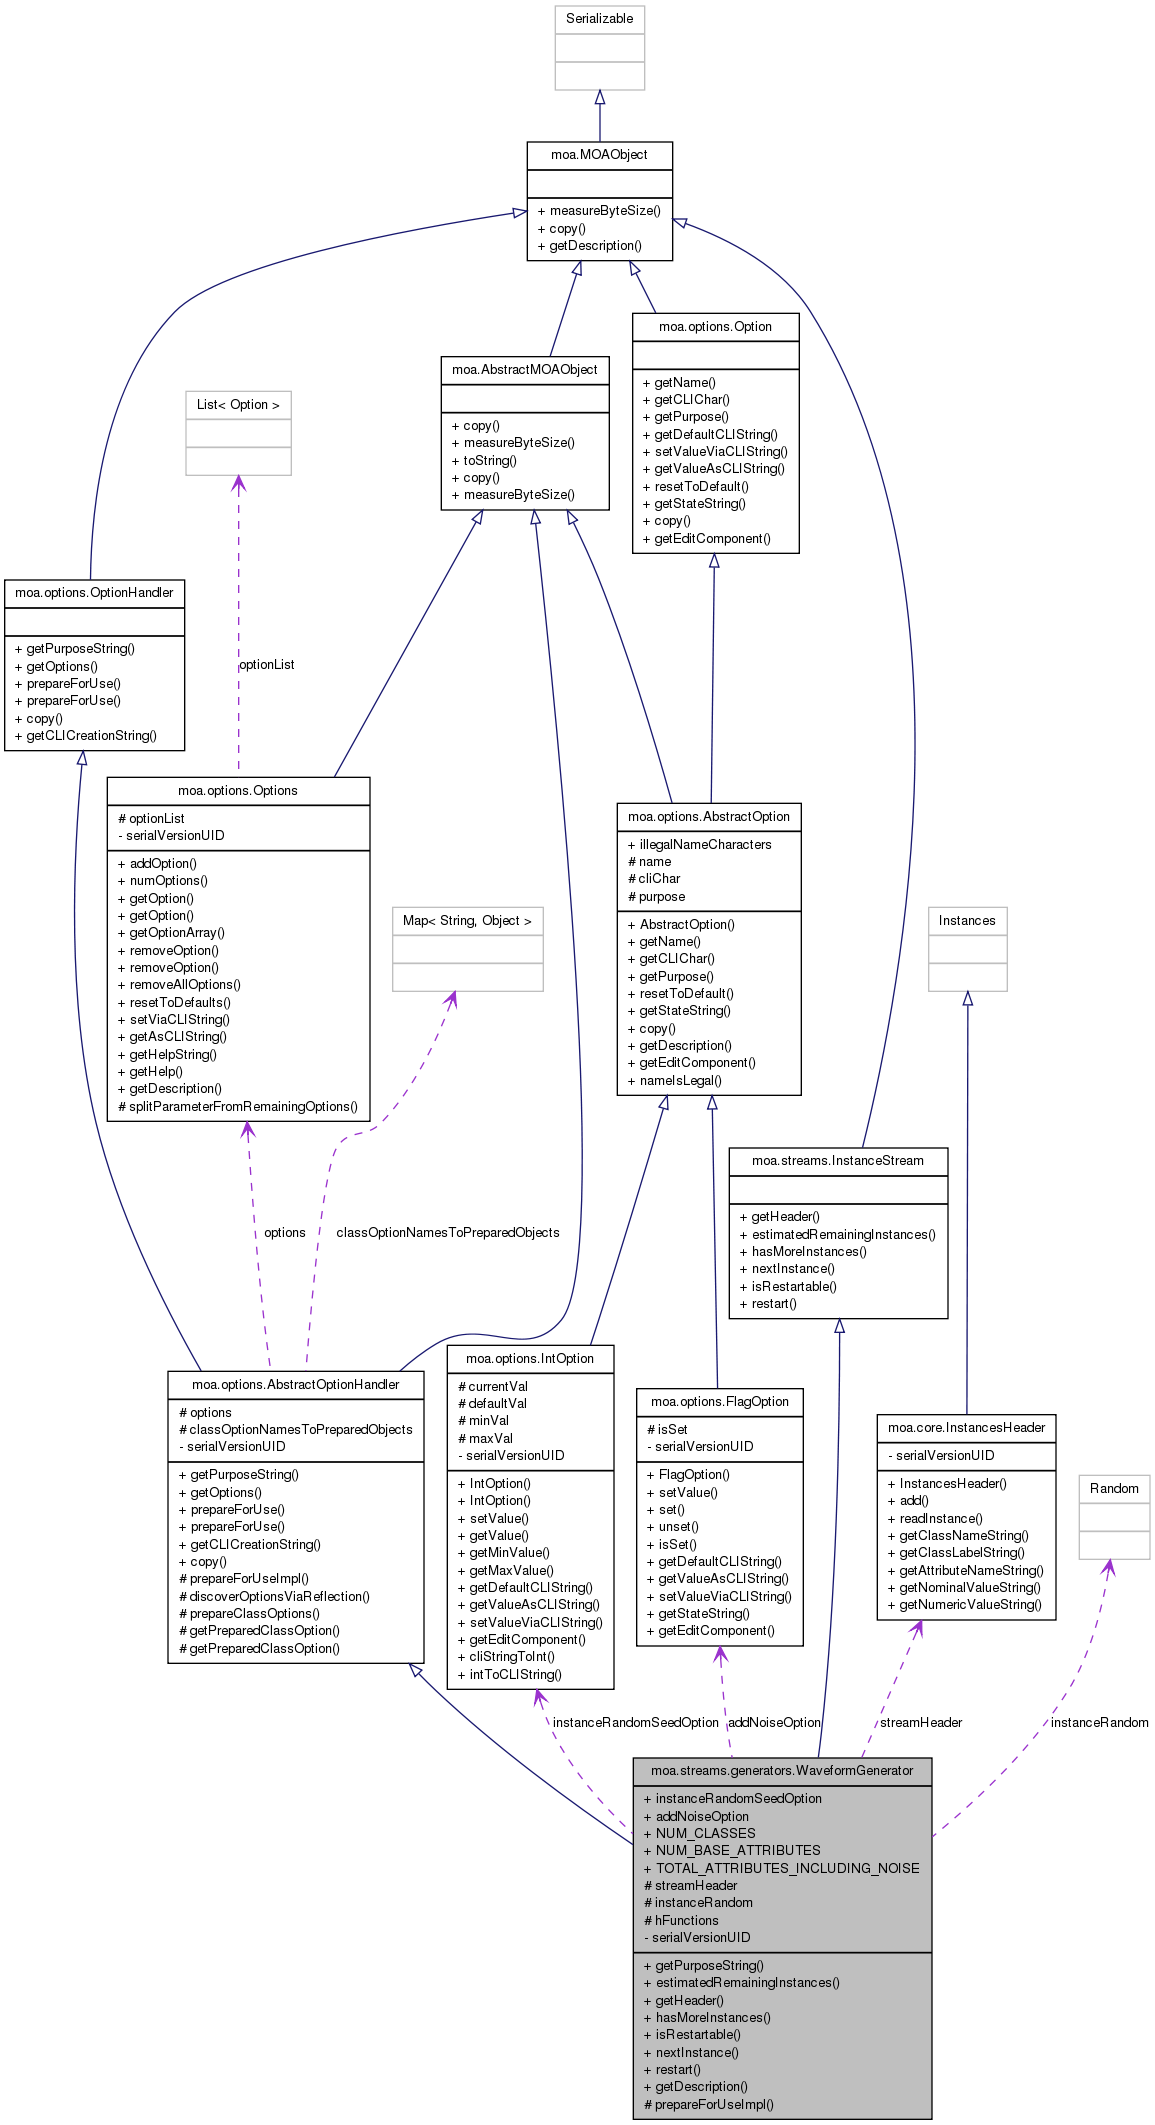 Serializable
moa.MOAObject
+ measureByteSize()
+ copy()
+ getDescription()
moa.options.Option
+ getName()
+ getCLIChar()
+ getPurpose()
+ getDefaultCLIString()
+ setValueViaCLIString()
+ getValueAsCLIString()
+ resetToDefault()
+ getStateString()
+ copy()
+ getEditComponent()
moa.AbstractMOAObject
+ copy()
+ measureByteSize()
+ toString()
+ copy()
+ measureByteSize()
List< Option >
moa.options.OptionHandler
+ getPurposeString()
+ getOptions()
+ prepareForUse()
+ prepareForUse()
+ copy()
+ getCLICreationString()
optionList
moa.options.Options
# optionList
- serialVersionUID
+ addOption()
+ numOptions()
+ getOption()
+ getOption()
+ getOptionArray()
+ removeOption()
+ removeOption()
+ removeAllOptions()
+ resetToDefaults()
+ setViaCLIString()
+ getAsCLIString()
+ getHelpString()
+ getHelp()
+ getDescription()
# splitParameterFromRemainingOptions()
moa.options.AbstractOption
+ illegalNameCharacters
# name
# cliChar
# purpose
+ AbstractOption()
+ getName()
+ getCLIChar()
+ getPurpose()
+ resetToDefault()
+ getStateString()
+ copy()
+ getDescription()
+ getEditComponent()
+ nameIsLegal()
Map< String, Object >
Instances
moa.streams.InstanceStream
+ getHeader()
+ estimatedRemainingInstances()
+ hasMoreInstances()
+ nextInstance()
+ isRestartable()
+ restart()
options
classOptionNamesToPreparedObjects
moa.options.AbstractOptionHandler
# options
# classOptionNamesToPreparedObjects
- serialVersionUID
+ getPurposeString()
+ getOptions()
+ prepareForUse()
+ prepareForUse()
+ getCLICreationString()
+ copy()
# prepareForUseImpl()
# discoverOptionsViaReflection()
# prepareClassOptions()
# getPreparedClassOption()
# getPreparedClassOption()
moa.options.IntOption
# currentVal
# defaultVal
# minVal
# maxVal
- serialVersionUID
+ IntOption()
+ IntOption()
+ setValue()
+ getValue()
+ getMinValue()
+ getMaxValue()
+ getDefaultCLIString()
+ getValueAsCLIString()
+ setValueViaCLIString()
+ getEditComponent()
+ cliStringToInt()
+ intToCLIString()
moa.options.FlagOption
# isSet
- serialVersionUID
+ FlagOption()
+ setValue()
+ set()
+ unset()
+ isSet()
+ getDefaultCLIString()
+ getValueAsCLIString()
+ setValueViaCLIString()
+ getStateString()
+ getEditComponent()
moa.core.InstancesHeader
- serialVersionUID
+ InstancesHeader()
+ add()
+ readInstance()
+ getClassNameString()
+ getClassLabelString()
+ getAttributeNameString()
+ getNominalValueString()
+ getNumericValueString()
Random
instanceRandomSeedOption
addNoiseOption
streamHeader
instanceRandom
moa.streams.generators.WaveformGenerator
+ instanceRandomSeedOption
+ addNoiseOption
+ NUM_CLASSES
+ NUM_BASE_ATTRIBUTES
+ TOTAL_ATTRIBUTES_INCLUDING_NOISE
# streamHeader
# instanceRandom
# hFunctions
- serialVersionUID
+ getPurposeString()
+ estimatedRemainingInstances()
+ getHeader()
+ hasMoreInstances()
+ isRestartable()
+ nextInstance()
+ restart()
+ getDescription()
# prepareForUseImpl()